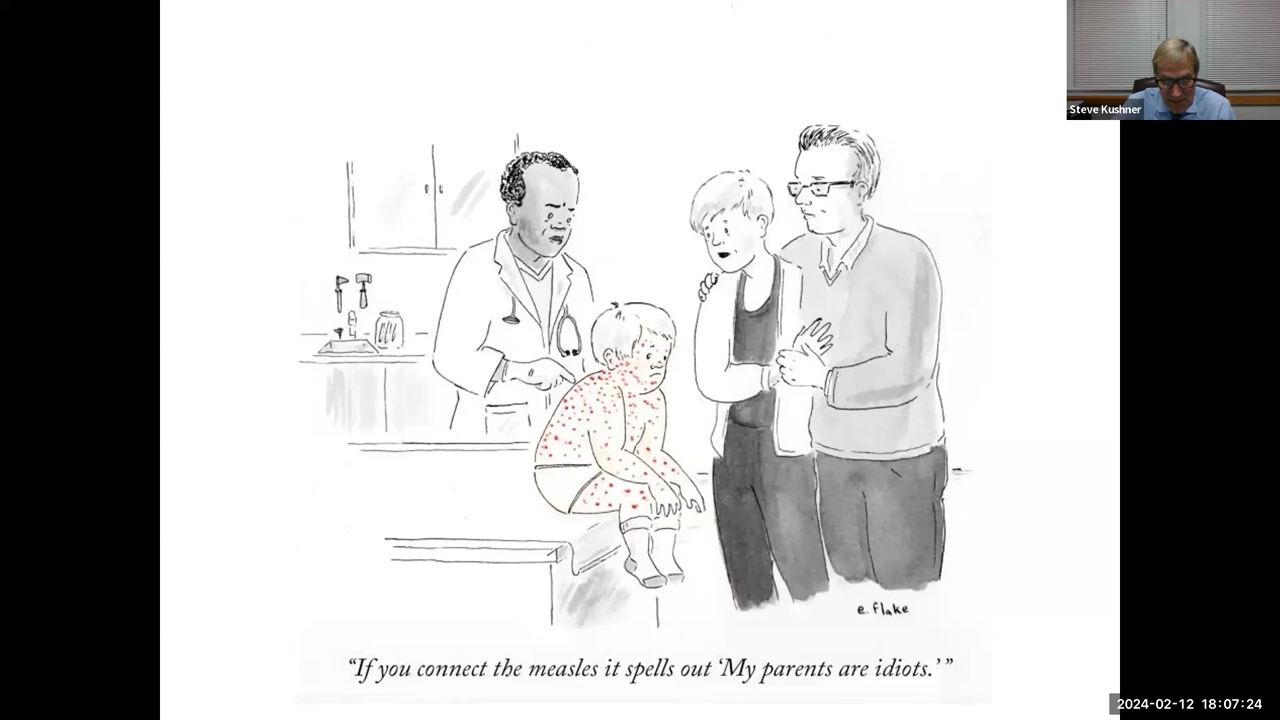 Steve Kushner
e. flake
“If you connect the measles it spells out ‘My parents are idiots.’”
2024-02-12 18:07:24